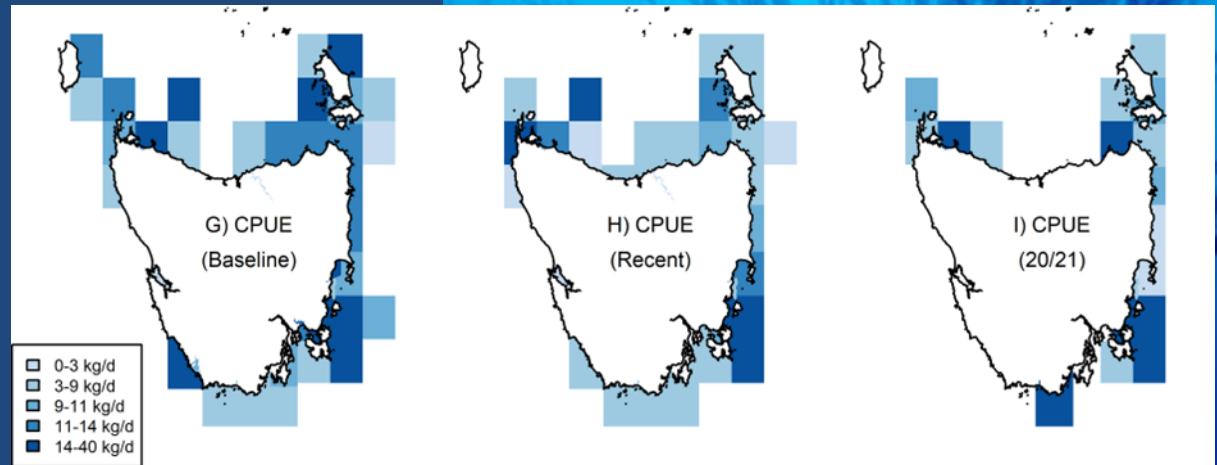 G) CPUE
(Baseline)
H) CPUE
(Recent)
I) CPUE
(20/21)
0-3 kg/d
3-9 kg/d
9-11 kg/d
11-14 kg/d
14-40 kg/d